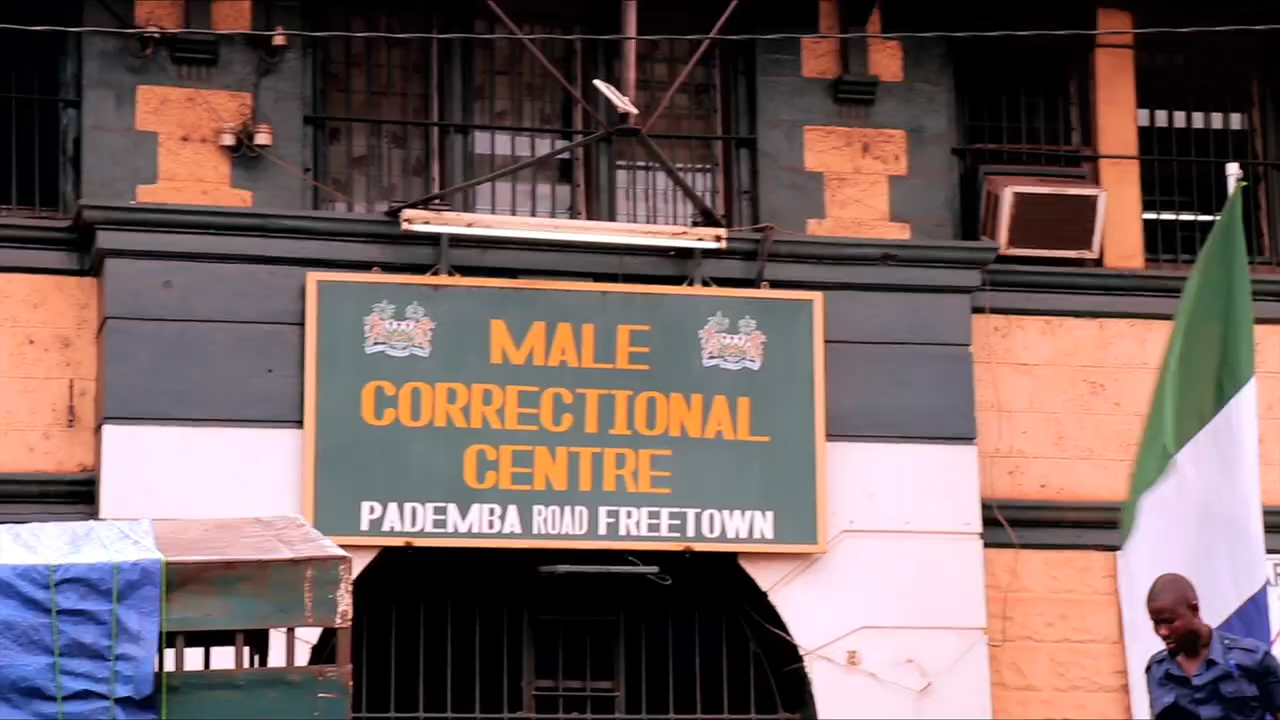 MALE
CORRECTIONAL
CENTRE
PADEMBA ROAD FREETOWN